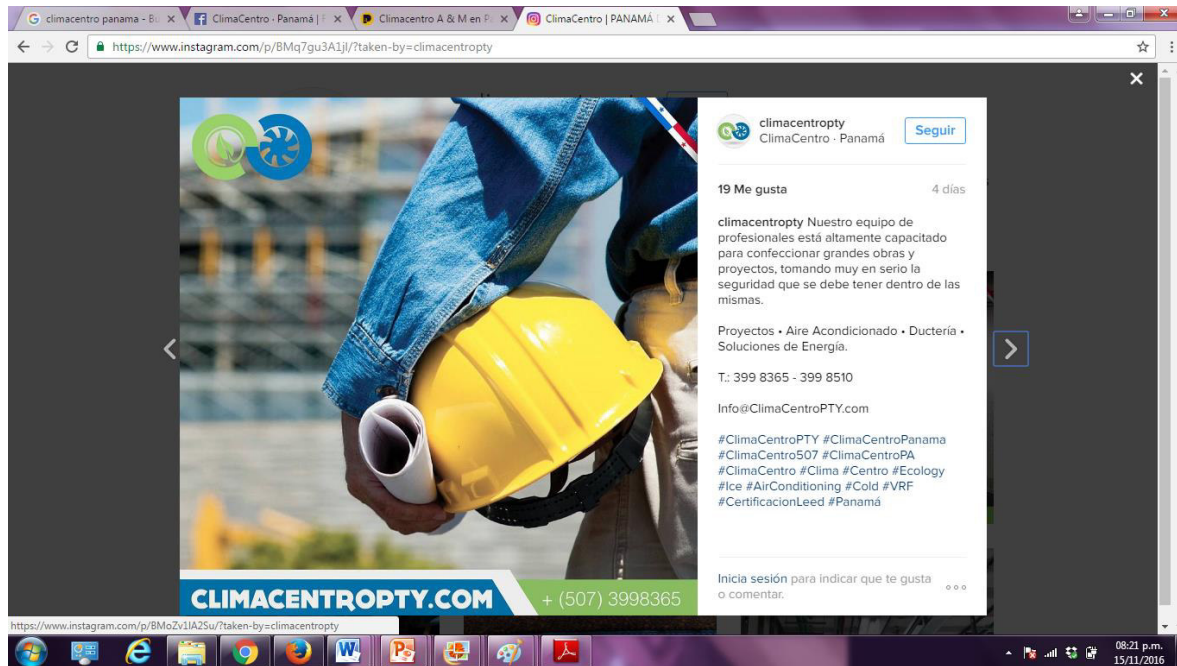 climacentro panama - Bu
ClimaCentro · Panamá | F
Climacentro A & M en P
ClimaCentro | PANAMÁ
https://www.instagram.com/p/BMq7gu3A1jI/?taken-by=climacentropty
climacentropty
ClimaCentro · Panamá
Seguir
19 Me gusta
4 días
climacentropty Nuestro equipo de
profesionales está altamente capacitado
para confeccionar grandes obras y
proyectos, tomando muy en serio la
seguridad que se debe tener dentro de las
mismas.
Proyectos • Aire Acondicionado • Ductería •
Soluciones de Energía.
T.: 399 8365 - 399 8510
Info@ClimaCentroPTY.com
#ClimaCentroPTY #ClimaCentroPanama
#ClimaCentro507 #ClimaCentroPA
#ClimaCentro #Clima #Centro #Ecology
#Ice #AirConditioning #Cold #VRF
#CertificacionLeed #Panamá
Inicia sesión para indicar que te gusta
o comentar.
CLIMACENTROPTY.COM
+ (507) 3998365
https://www.instagram.com/p/BMoZv1IA2Su/?taken-by=climacentropty
08:21 p.m.
15/11/2016